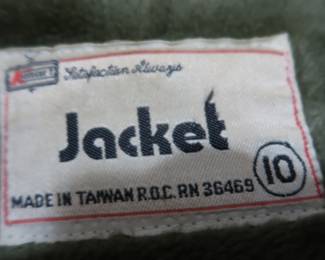 Satisfaction Always
Jacket
10
MADE IN TAIWAN R.O.C. RN 36469